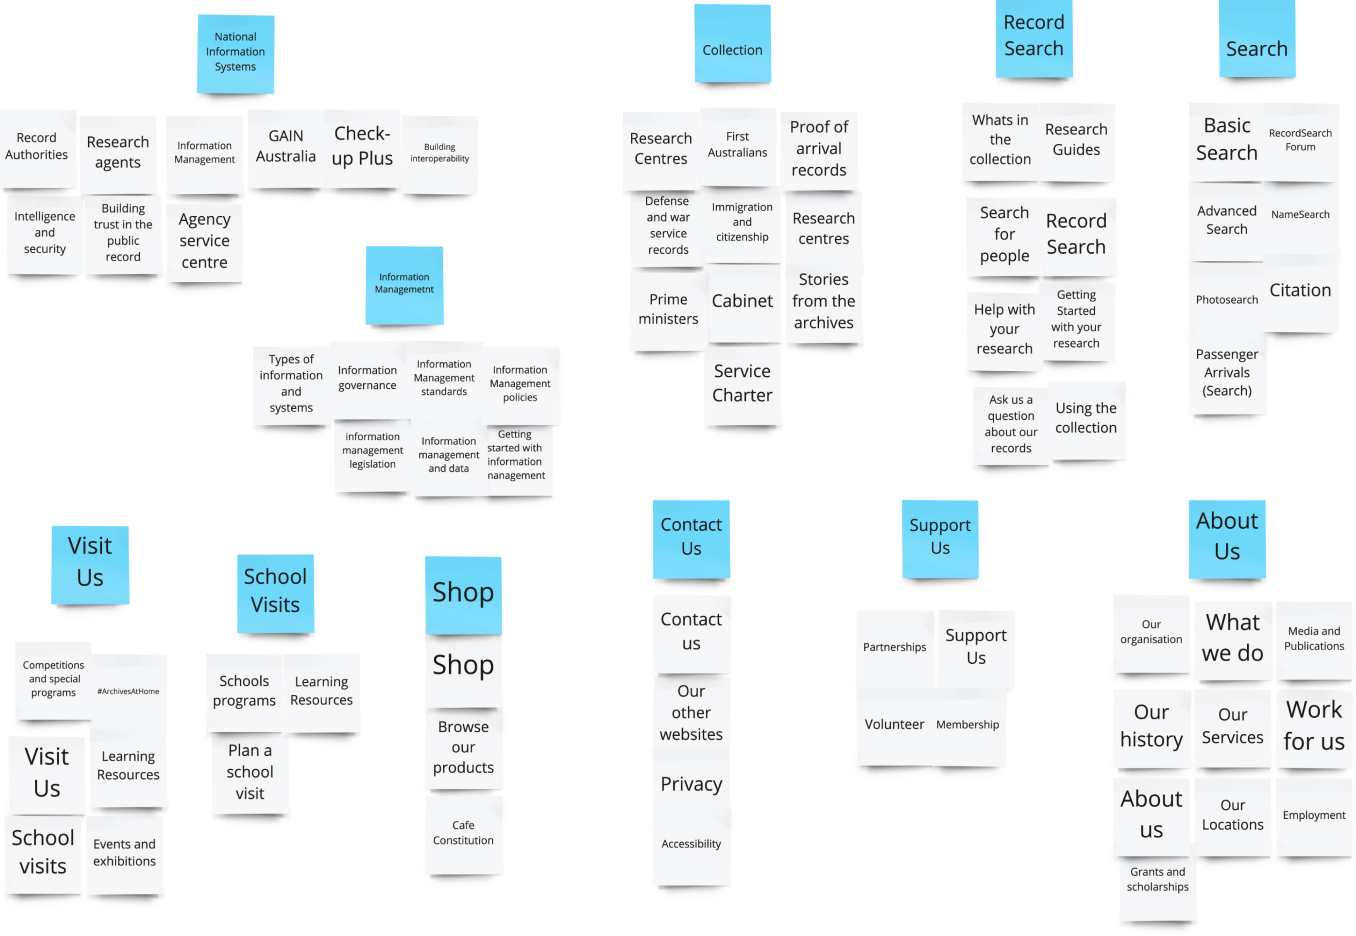 National
Information
Systems
Record
Authorities
Research
agents
Information
Management
GAIN
Australia
Check-
up Plus
Building
interoperability
Intelligence
and
security
Building
trust in the
public
record
Agency
service
centre
Information
Managemetnt
Types of
information
and
systems
Information
governance
Information
Management
standards
Information
Management
policies
information
management
legislation
Information
management
and data
Getting
started with
information
management
Collection
Research
Centres
First
Australians
Proof of
arrival
records
Defense
and war
service
records
Immigration
and
citizenship
Research
centres
Prime
ministers
Cabinet
Stories
from the
archives
Service
Charter
Record
Search
Whats in
the
collection
Research
Guides
Search
for
people
Record
Search
Help with
your
research
Getting
Started
with your
research
Ask us a
question
about our
records
Using the
collection
Search
Basic
Search
RecordSearch
Forum
Advanced
Search
NameSearch
Photosearch
Citation
Passenger
Arrivals
(Search)
Visit
Us
Competitions
and special
programs
#ArchivesAtHome
Visit
Us
Learning
Resources
School
visits
Events and
exhibitions
School
Visits
Schools
programs
Learning
Resources
Plan a
school
visit
Shop
Shop
Browse
our
products
Cafe
Constitution
Contact
Us
Contact
us
Our
other
websites
Privacy
Accessibility
Support
Us
Partnerships
Support
Us
Volunteer
Membership
About
Us
Our
organisation
What
we do
Media and
Publications
Our
history
Our
Services
Work
for us
About
us
Our
Locations
Employment
Grants and
scholarships